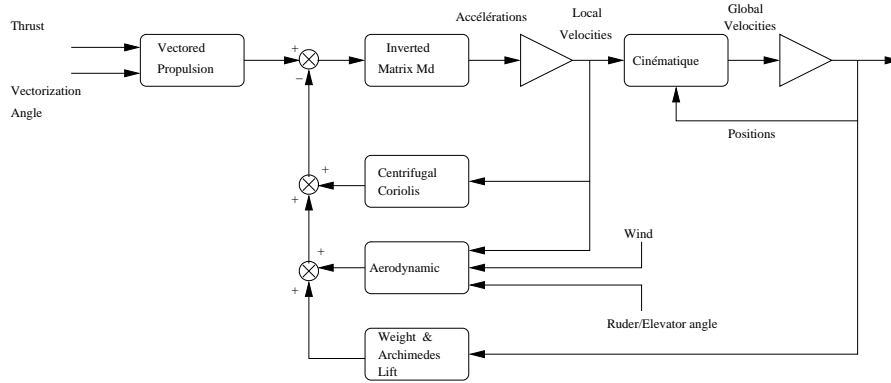 Thrust
Vectorization
Angle
Vectored
Propulsion
+
−
Inverted
Matrix Md
Accélérations
Local
Velocities
Cinématique
Global
Velocities
Positions
+
+
Centrifugal
Coriolis
+
+
Aerodynamic
Wind
Ruder/Elevator angle
Weight &
Archimedes
Lift